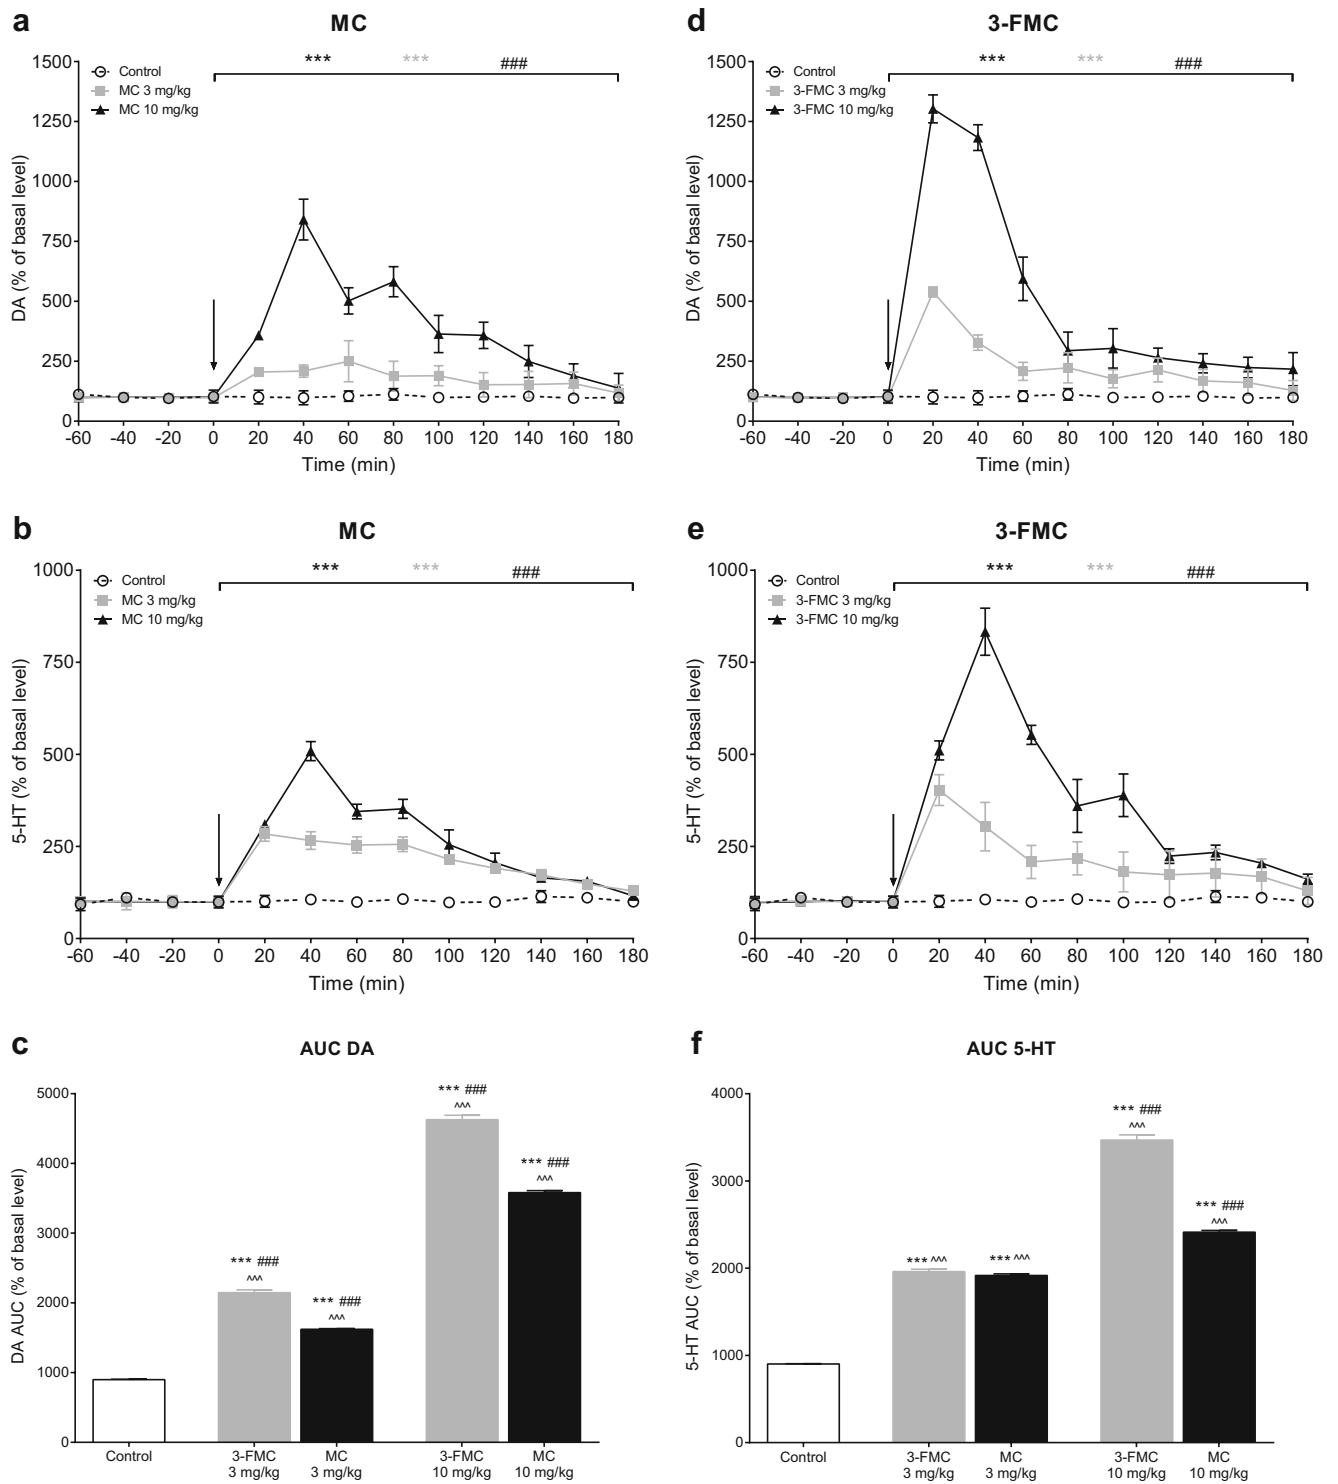 a
MC
*** *** ###
Control
MC 3 mg/kg
MC 10 mg/kg
1500
1250
1000
750
500
250
0
DA (% of basal level)
-60 -40 -20 0 20 40 60 80 100 120 140 160 180
Time (min)
d
3-FMC
*** *** ###
Control
3-FMC 3 mg/kg
3-FMC 10 mg/kg
1500
1250
1000
750
500
250
0
DA (% of basal level)
-60 -40 -20 0 20 40 60 80 100 120 140 160 180
Time (min)
b
MC
*** *** ###
Control
MC 3 mg/kg
MC 10 mg/kg
1000
750
500
250
0
5-HT (% of basal level)
-60 -40 -20 0 20 40 60 80 100 120 140 160 180
Time (min)
e
3-FMC
*** *** ###
Control
3-FMC 3 mg/kg
3-FMC 10 mg/kg
1000
750
500
250
0
5-HT (% of basal level)
-60 -40 -20 0 20 40 60 80 100 120 140 160 180
Time (min)
c
AUC DA
5000
4000
3000
2000
1000
0
DA AUC (% of basal level)
*** ###
^^^
*** ###
^^^
*** ###
^^^
*** ###
^^^
Control
3-FMC
3 mg/kg
MC
3 mg/kg
3-FMC
10 mg/kg
MC
10 mg/kg
f
AUC 5-HT
4000
3000
2000
1000
0
5-HT AUC (% of basal level)
*** ^^^
*** ^^^
*** ###
^^^
*** ###
^^^
Control
3-FMC
3 mg/kg
MC
3 mg/kg
3-FMC
10 mg/kg
MC
10 mg/kg